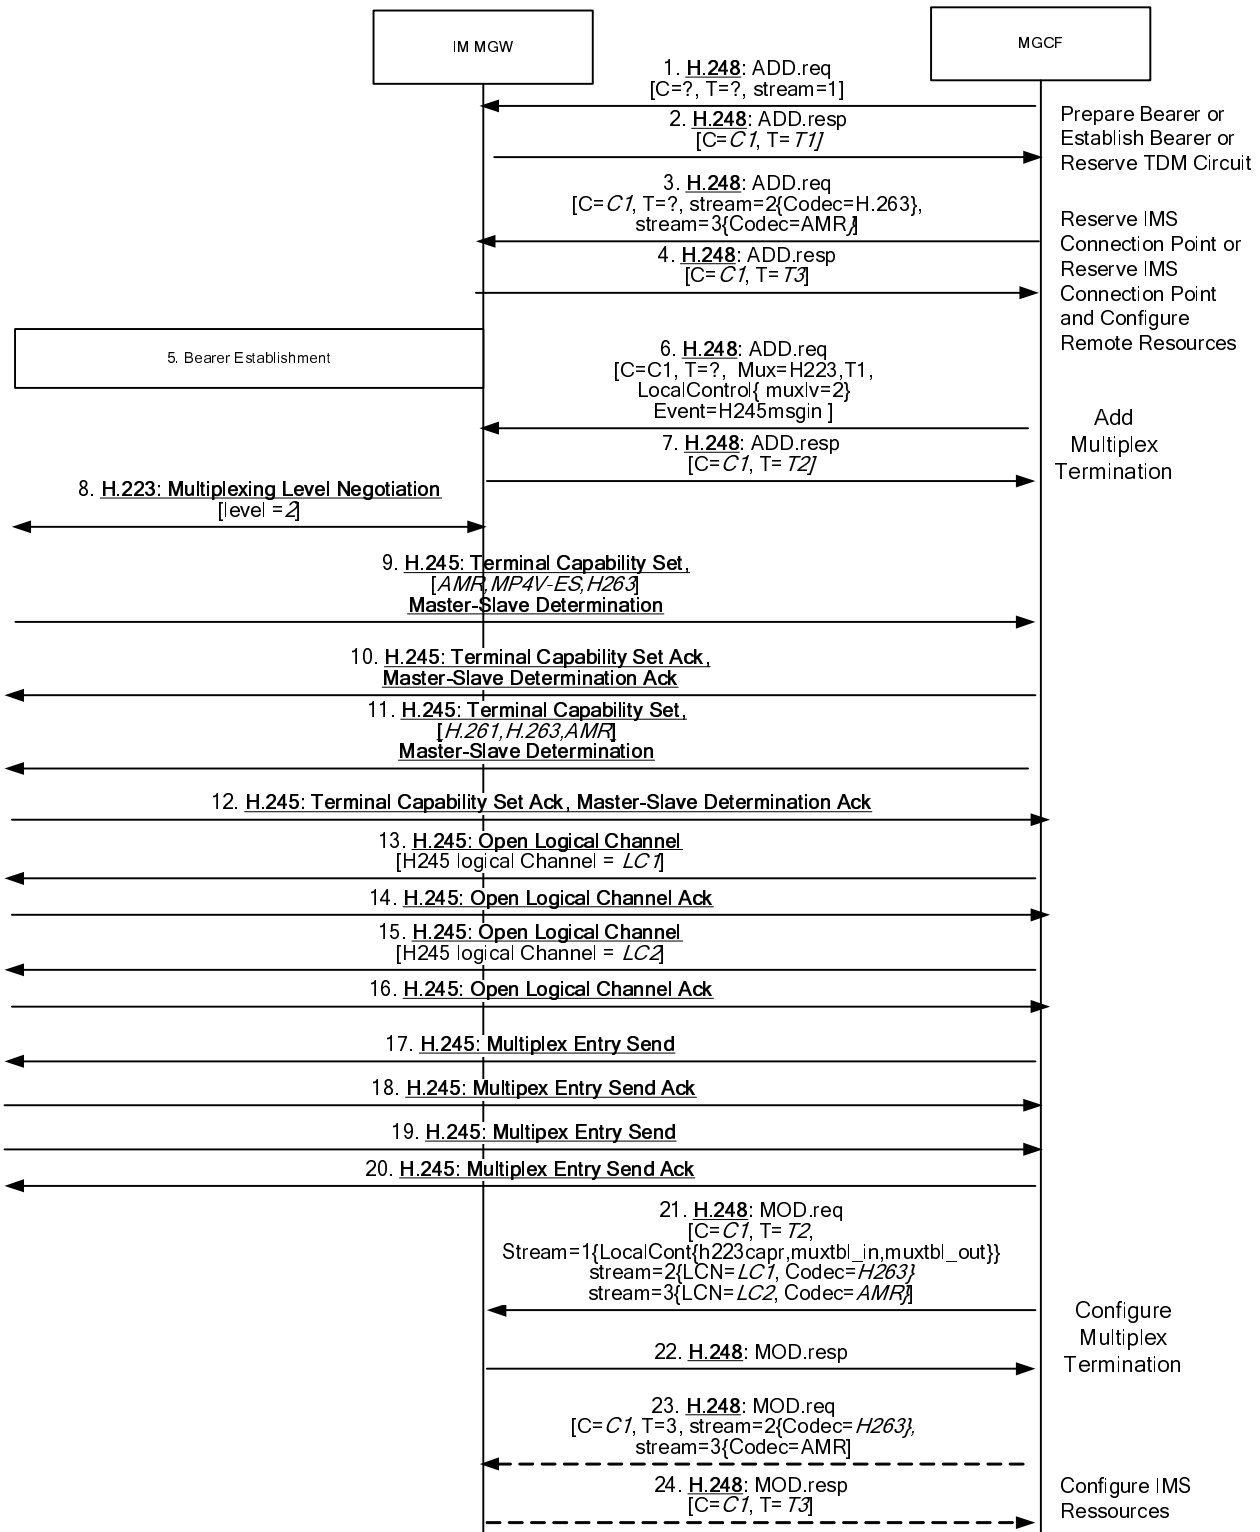 IM MGW
MGCF
1. H.248: ADD.req
[C=?, T=?, stream=1]
2. H.248: ADD.resp
[C=C1, T=T1]
Prepare Bearer or
Establish Bearer or
Reserve TDM Circuit
3. H.248: ADD.req
[C=C1, T=?, stream=2{Codec=H.263},
stream=3{Codec=AMR}]
4. H.248: ADD.resp
[C=C1, T=T3]
Reserve IMS
Connection Point or
Reserve IMS
Connection Point
and Configure
Remote Resources
5. Bearer Establishment
6. H.248: ADD.req
[C=C1, T=?, Mux=H223,T1,
LocalControl{ muxlv=2}
Event=H245msgin ]
7. H.248: ADD.resp
[C=C1, T=T2]
Add
Multiplex
Termination
8. H.223: Multiplexing Level Negotiation
[level =2]
9. H.245: Terminal Capability Set,
[AMR,MP4V-ES,H263]
Master-Slave Determination
10. H.245: Terminal Capability Set Ack,
Master-Slave Determination Ack
11. H.245: Terminal Capability Set,
[H.261,H.263,AMR]
Master-Slave Determination
12. H.245: Terminal Capability Set Ack, Master-Slave Determination Ack
13. H.245: Open Logical Channel
[H245 logical Channel = LC1]
14. H.245: Open Logical Channel Ack
15. H.245: Open Logical Channel
[H245 logical Channel = LC2]
16. H.245: Open Logical Channel Ack
17. H.245: Multiplex Entry Send
18. H.245: Multipex Entry Send Ack
19. H.245: Multipex Entry Send
20. H.245: Multiplex Entry Send Ack
21. H.248: MOD.req
[C=C1, T=T2,
Stream=1{LocalCont{h223capr,muxtbl_in,muxtbl_out}}
stream=2{LCN=LC1, Codec=H263}
stream=3{LCN=LC2, Codec=AMR}]
22. H.248: MOD.resp
Configure
Multiplex
Termination
23. H.248: MOD.req
[C=C1, T=3, stream=2{Codec=H263},
stream=3{Codec=AMR]
24. H.248: MOD.resp
[C=C1, T=T3]
Configure IMS
Ressources